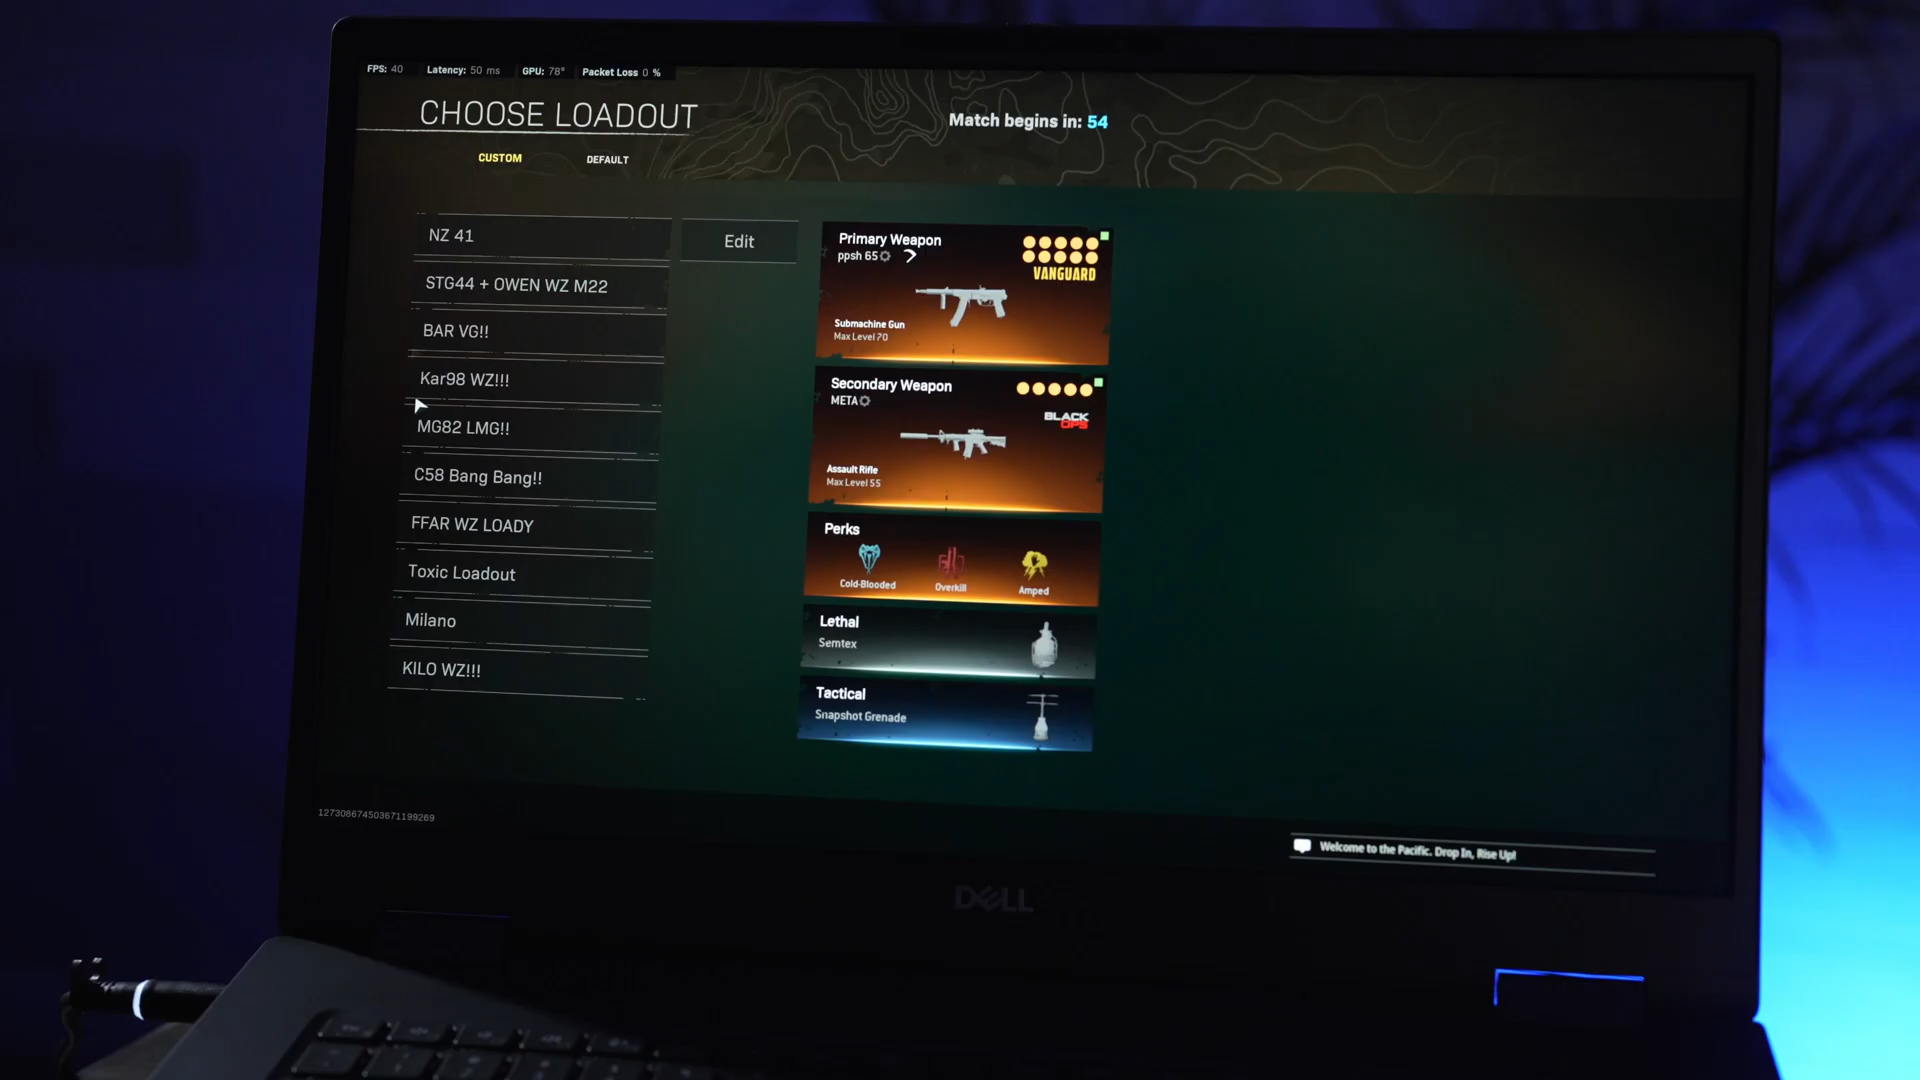 FPS: 40 Latency: 50 ms GPU: 78° Packet Loss 0 %
CHOOSE LOADOUT
Match begins in: 54
CUSTOM
DEFAULT
NZ 41
STG44 + OWEN WZ M22
BAR VG!!
Kar98 WZ!!!
MG82 LMG!!
C58 Bang Bang!!
FFAR WZ LOADY
Toxic Loadout
Milano
KILO WZ!!!
Edit
Primary Weapon
ppsh 65
VANGUARD
Submachine Gun
Max Level 70
Secondary Weapon
META
BLACK
OPS
Assault Rifle
Max Level 55
Perks
Cold-Blooded
Overkill
Amped
Lethal
Semtex
Tactical
Snapshot Grenade
127308674503671199269
Welcome to the Pacific. Drop In, Rise Up!
DELL